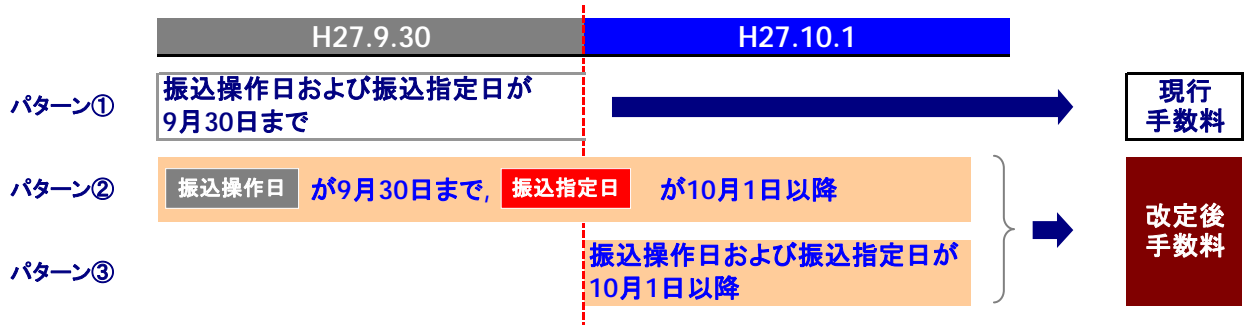 H27.9.30 H27.10.1
パターン① 振込操作日および振込指定日が
9月30日まで
現行
手数料
パターン② 振込操作日 が9月30日まで, 振込指定日 が10月1日以降
改定後
手数料
パターン③ 振込操作日および振込指定日が
10月1日以降